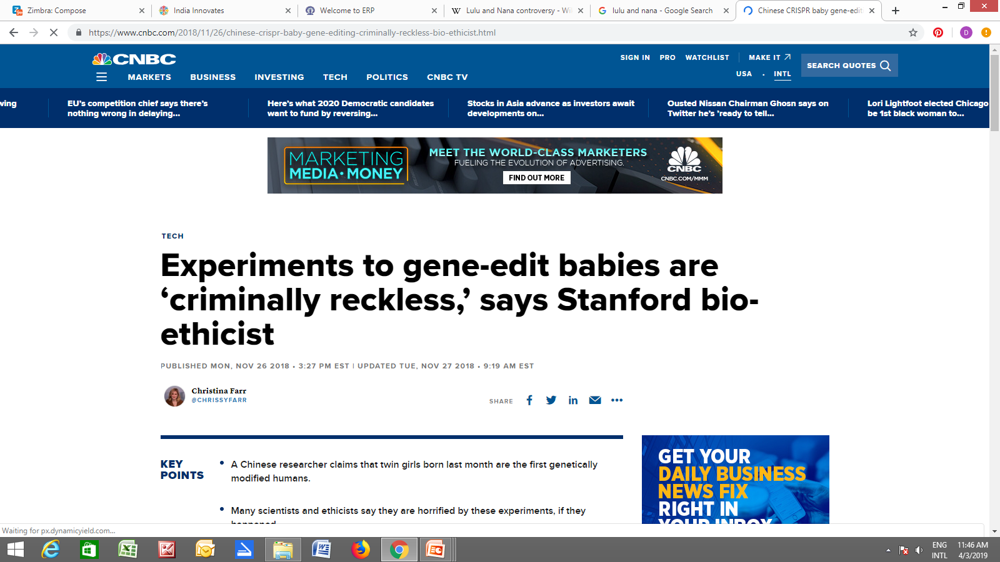 Zimbra: Compose
India Innovates
Welcome to ERP
Lulu and Nana controversy - Wi
lulu and nana - Google Search
Chinese CRISPR baby gene-edit
https://www.cnbc.com/2018/11/26/chinese-crispr-baby-gene-editing-criminally-reckless-bio-ethicist.html
D
CNBC
SIGN IN PRO WATCHLIST MAKE IT
SEARCH QUOTES
USA · INTL
MARKETS BUSINESS INVESTING TECH POLITICS CNBC TV
wing
EU’s competition chief says there’s
nothing wrong in delaying...
Here’s what 2020 Democratic candidates
want to fund by reversing...
Stocks in Asia advance as investors await
developments on...
Ousted Nissan Chairman Ghosn says on
Twitter he’s ’ready to tell...
Lori Lightfoot elected Chicago
be 1st black woman to...
MARKETING
MEDIA·MONEY
MEET THE WORLD-CLASS MARKETERS
FUELING THE EVOLUTION OF ADVERTISING.
FIND OUT MORE
CNBC
CNBC.COM/MMM
TECH
Experiments to gene-edit babies are
‘criminally reckless,’ says Stanford bio-
ethicist
PUBLISHED MON, NOV 26 2018 • 3:27 PM EST | UPDATED TUE, NOV 27 2018 • 9:19 AM EST
Christina Farr
@CHRISSYFARR
SHARE
KEY
POINTS
• A Chinese researcher claims that twin girls born last month are the first genetically
modified humans.
• Many scientists and ethicists say they are horrified by these experiments, if they
happened.
GET YOUR
DAILY BUSINESS
NEWS FIX
RIGHT IN
YOUR INBOX
Waiting for px.dynamicyield.com...
ENG
INTL
11:46 AM
4/3/2019